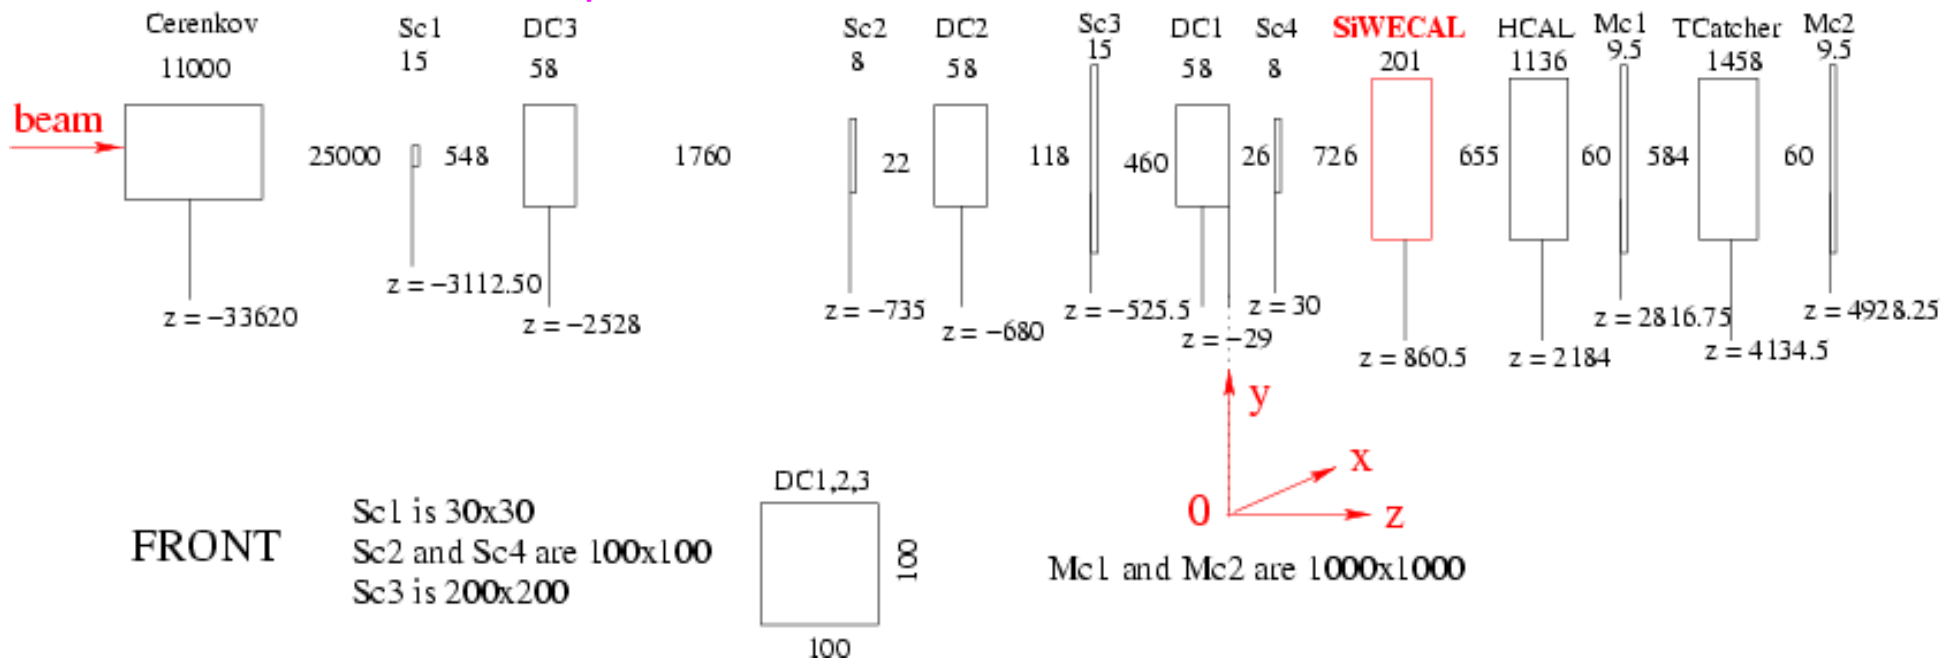 Cerenkov Sc1 DC3 Sc2 DC2 Sc3 DC1 Sc4 SiWECAL HCAL Mc1 TCatcher Mc2
11000 15 58 8 58 15 58 8 201 1136 9.5 1458 9.5
beam
25000 548 1760 22 118 460 26 726 655 60 584 60
z = −33620 z = −3112.50 z = −2528 z = −735 z = −680 z = −525.5 z = −29 z = 30 z = 860.5 z = 2184 z = 2816.75 z = 4134.5 z = 4928.25
y
x
0 z
DC1,2,3
FRONT
Sc1 is 30x30
Sc2 and Sc4 are 100x100
Sc3 is 200x200
100
100
Mc1 and Mc2 are 1000x1000